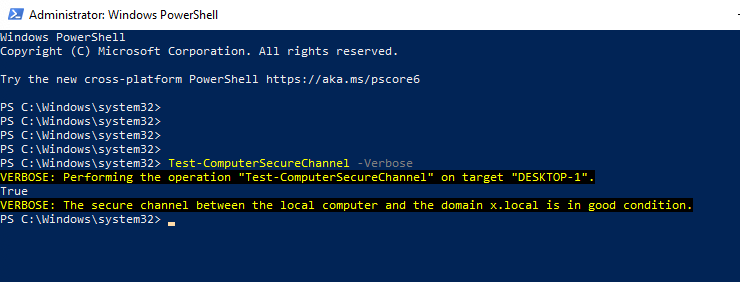 Administrator: Windows PowerShell
Windows PowerShell
Copyright (C) Microsoft Corporation. All rights reserved.
Try the new cross-platform PowerShell https://aka.ms/pscore6
PS C:\Windows\system32>
PS C:\Windows\system32>
PS C:\Windows\system32>
PS C:\Windows\system32>
PS C:\Windows\system32> Test-ComputerSecureChannel -Verbose
VERBOSE: Performing the operation "Test-ComputerSecureChannel" on target "DESKTOP-1".
True
VERBOSE: The secure channel between the local computer and the domain x.local is in good condition.
PS C:\Windows\system32>